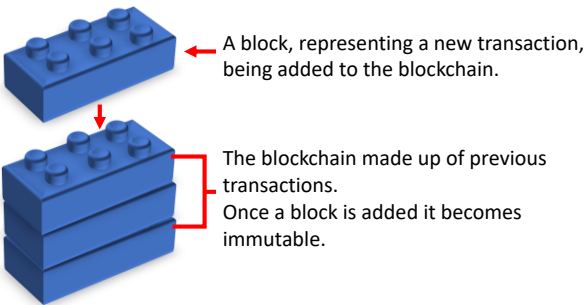 A block, representing a new transaction,
being added to the blockchain.
The blockchain made up of previous
transactions.
Once a block is added it becomes
immutable.